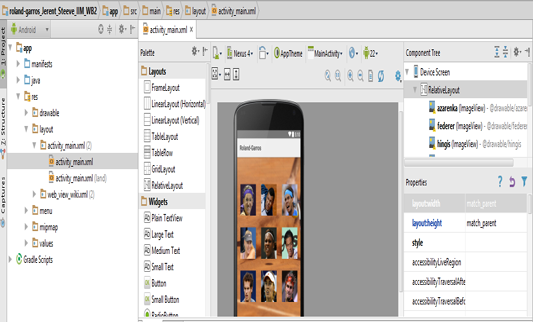 roland-garros_Jerent_Steeve_IIM_WB2 app src main res layout activity_main.xml
Android
activity_main.xml
1: Project
Z: Structure
Captures
app
manifests
java
res
drawable
layout
activity_main.xml (2)
activity_main.xml
activity_main.xml (land)
web_view_wiki.xml (2)
menu
mipmap
values
Gradle Scripts
Palette
Layouts
FrameLayout
LinearLayout (Horizontal)
LinearLayout (Vertical)
TableLayout
TableRow
GridLayout
RelativeLayout
Widgets
Plain TextView
Large Text
Medium Text
Small Text
Button
Small Button
RadioButton
Nexus 4 AppTheme MainActivity 22
Roland-Garros
Component Tree
Device Screen
RelativeLayout
azarenka (ImageView) - @drawable/azare
federer (ImageView) - @drawable/federe
hingis (ImageView) - @drawable/hingis
Properties
layout:width match_parent
layout:height match_parent
style
accessibilityLiveRegion
accessibilityTraversalAfte
accessibilityTraversalBefo